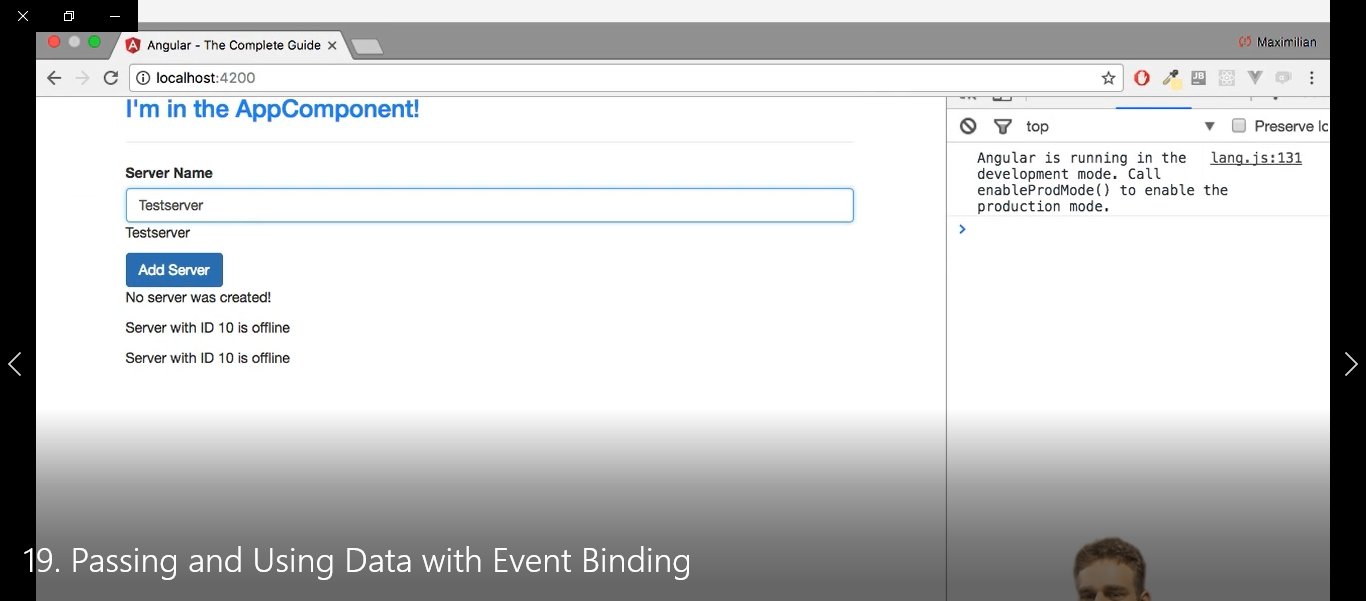 Angular - The Complete Guide
Maximilian
localhost:4200
I'm in the AppComponent!
Server Name
Testserver
Testserver
Add Server
No server was created!
Server with ID 10 is offline
Server with ID 10 is offline
top
Preserve lo
Angular is running in the lang.js:131
development mode. Call
enableProdMode() to enable the
production mode.
19. Passing and Using Data with Event Binding